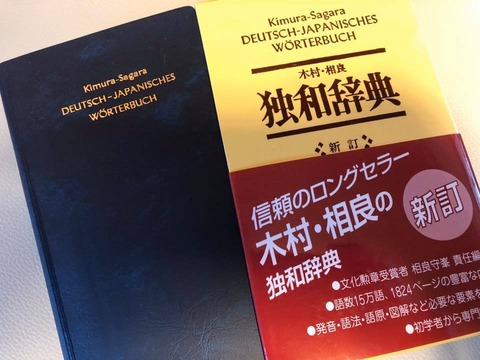 Kimura-Sagara
DEUTSCH-JAPANISCHES
WÖRTERBUCH
Kimura-Sagara
DEUTSCH-JAPANISCHES
WÖRTERBUCH
木村・相良
独和辞典
新訂
信頼のロングセラー
木村・相良の
独和辞典
新訂
●文化勲章受賞者 相良守峯 責任編
●語数15万語、1824ページの豊富な内
●発音・語法・語原・図解など必要な要素を
●初学者から専門